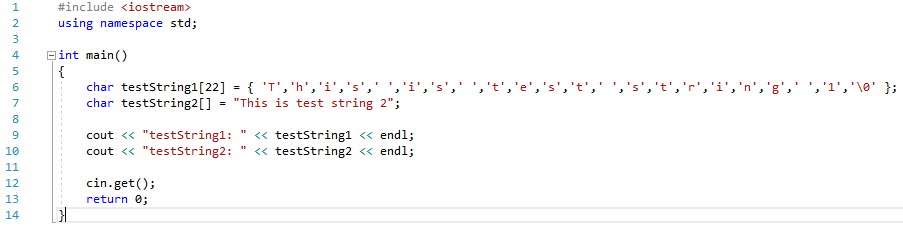 1 #include <iostream>
2 using namespace std;
3
4 int main()
5 {
6 char testString1[22] = { 'T','h','i','s',' ','i','s',' ','t','e','s','t',' ','s','t','r','i','n','g',' ','1','\0' };
7 char testString2[] = "This is test string 2";
8
9 cout << "testString1: " << testString1 << endl;
10 cout << "testString2: " << testString2 << endl;
11
12 cin.get();
13 return 0;
14 }